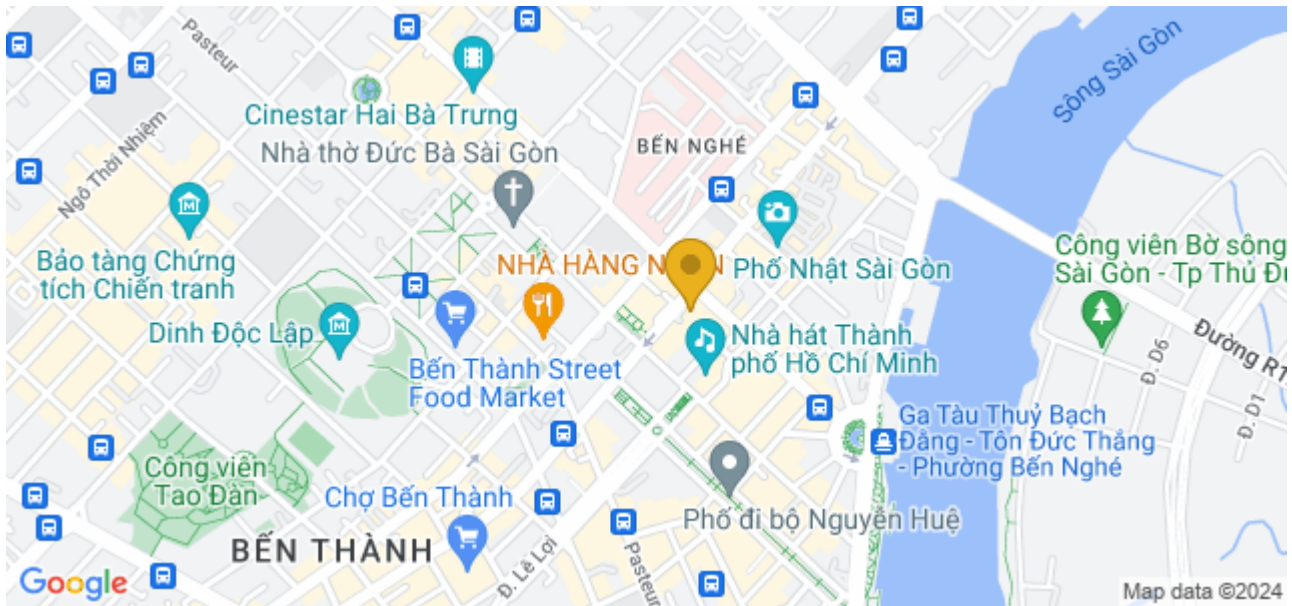 Pasteur
Sông Sài Gòn
Cinestar Hai Bà Trưng
Ngô Thời Nhiệm
Nhà thờ Đức Bà Sài Gòn
BẾN NGHÉ
Bảo tàng Chứng
tích Chiến tranh
NHÀ HÀNG N
N
Phố Nhật Sài Gòn
Công viên Bờ sông
Sài Gòn - Tp Thủ Đứ
Dinh Độc Lập
Bến Thành Street
Food Market
Nhà hát Thành
phố Hồ Chí Minh
Đường R1
Đ. D6
Đ. D1
Ga Tàu Thuỷ Bạch
Đằng - Tôn Đức Thắng
- Phường Bến Nghé
Công viên
Tao Đàn
Chợ Bến Thành
Phố đi bộ Nguyễn Huệ
BẾN THÀNH
Đ. Lê Lợi
Pasteur
Google
Map data ©2024